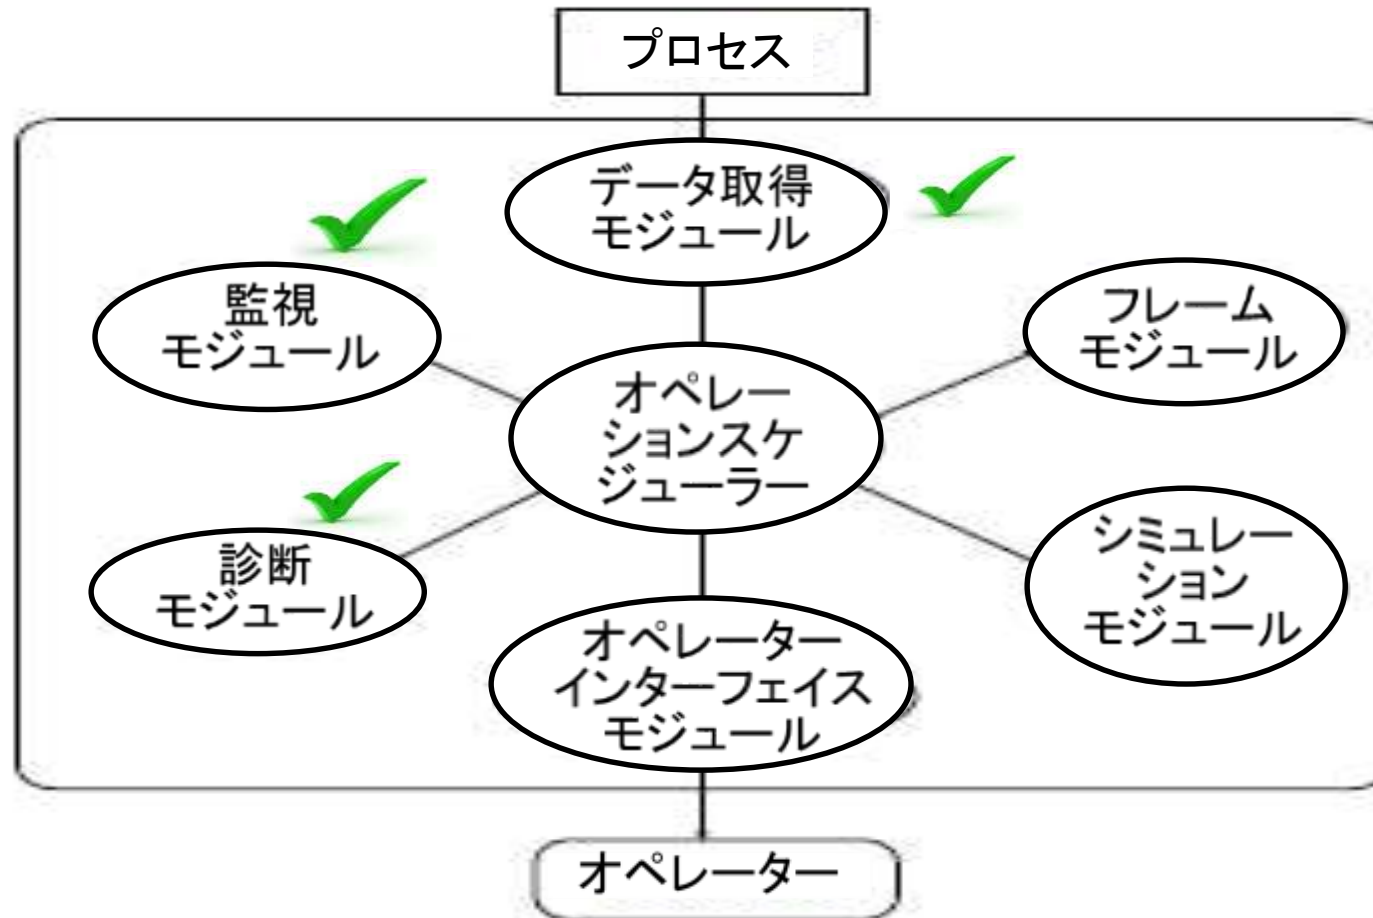 プロセス
データ取得
モジュール
監視
モジュール
フレーム
モジュール
オペレー
ションスケ
ジューラー
診断
モジュール
シミュレー
ション
モジュール
オペレーター
インターフェイス
モジュール
オペレーター